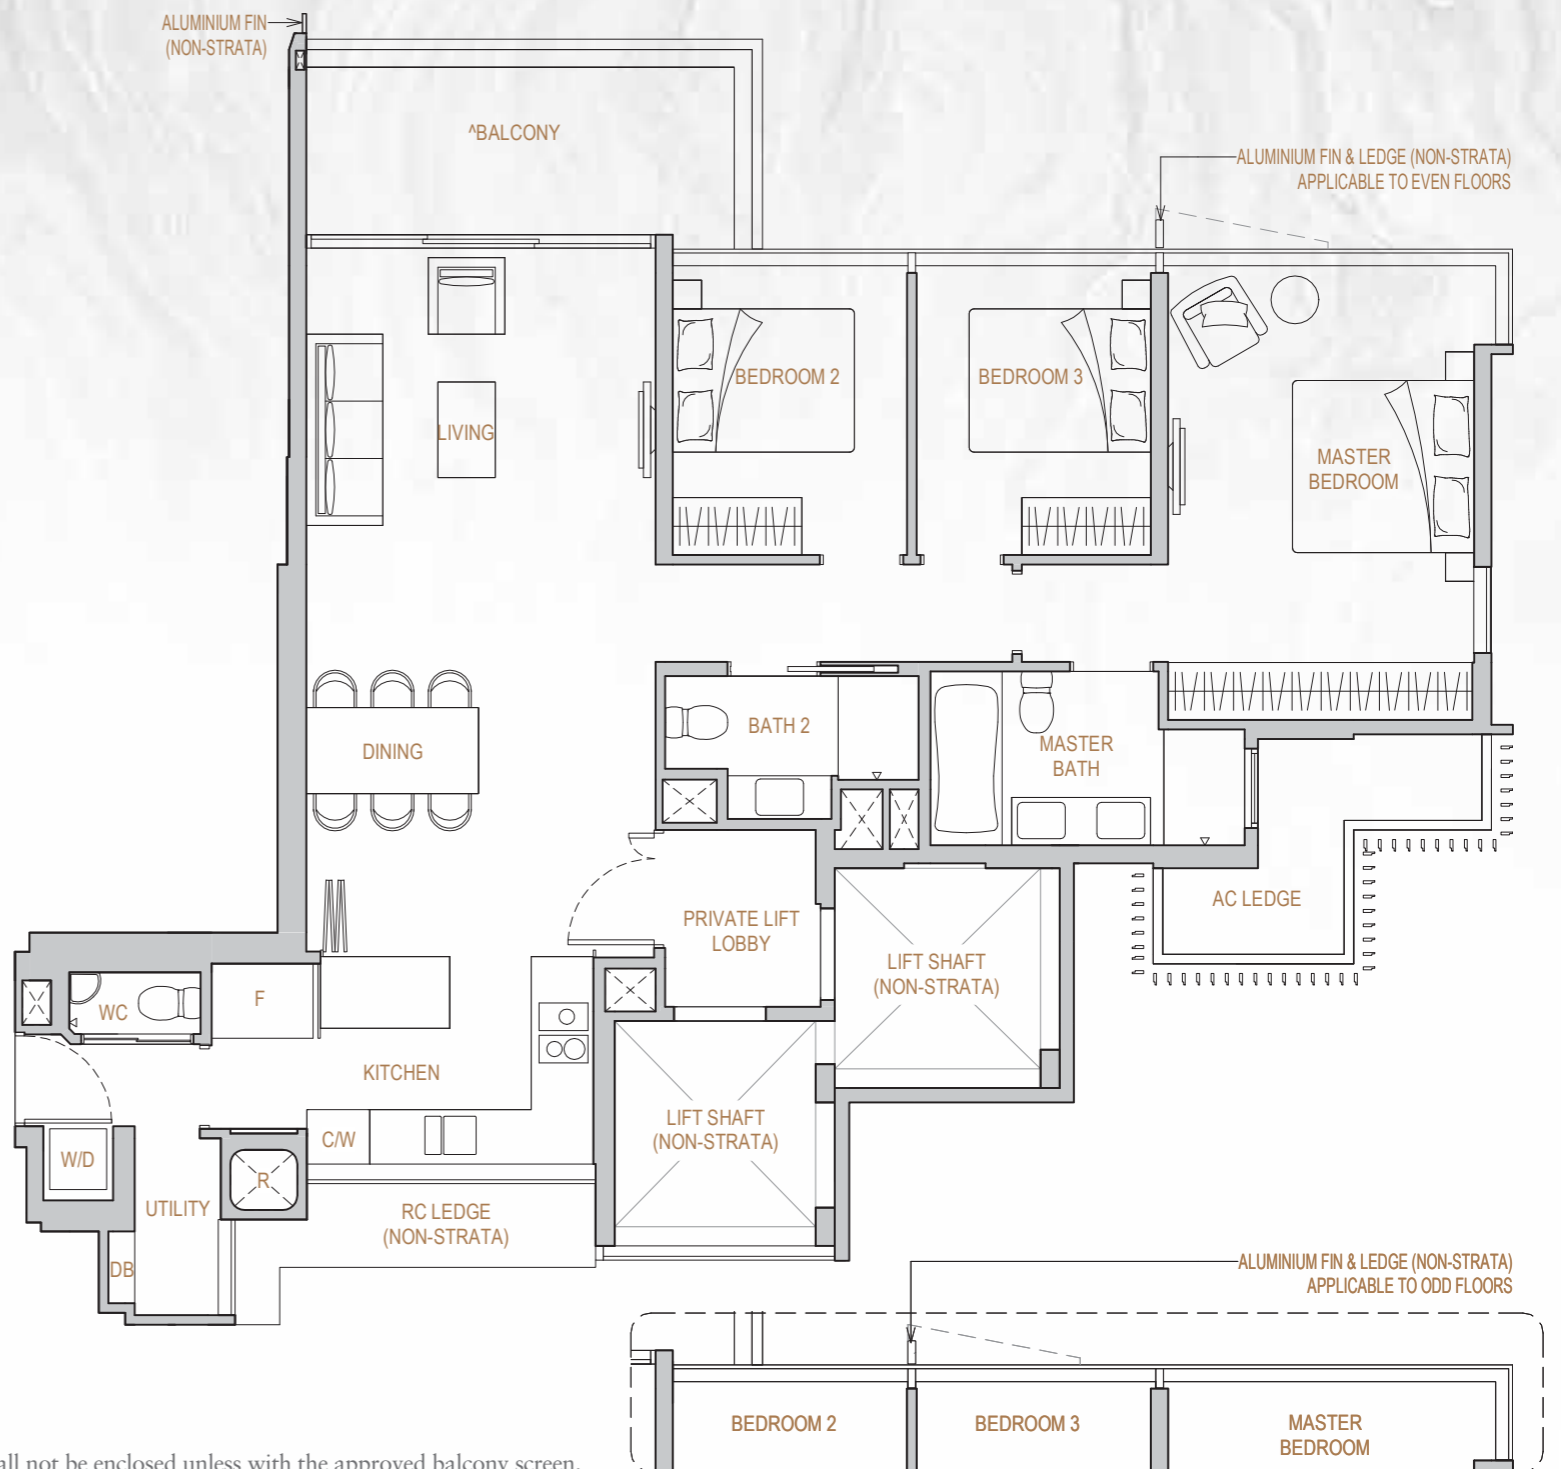 ALUMINIUM FIN
(NON-STRATA)
^BALCONY
ALUMINIUM FIN & LEDGE (NON-STRATA)
APPLICABLE TO EVEN FLOORS
BEDROOM 2
BEDROOM 3
LIVING
MASTER
BEDROOM
DINING
BATH 2
MASTER
BATH
AC LEDGE
PRIVATE LIFT
LOBBY
LIFT SHAFT
(NON-STRATA)
WC
F
KITCHEN
LIFT SHAFT
(NON-STRATA)
C/W
W/D
R
UTILITY
RC LEDGE
(NON-STRATA)
DB
ALUMINIUM FIN & LEDGE (NON-STRATA)
APPLICABLE TO ODD FLOORS
BEDROOM 2
BEDROOM 3
MASTER
BEDROOM
not be enclosed unless with the approved balcony screen.